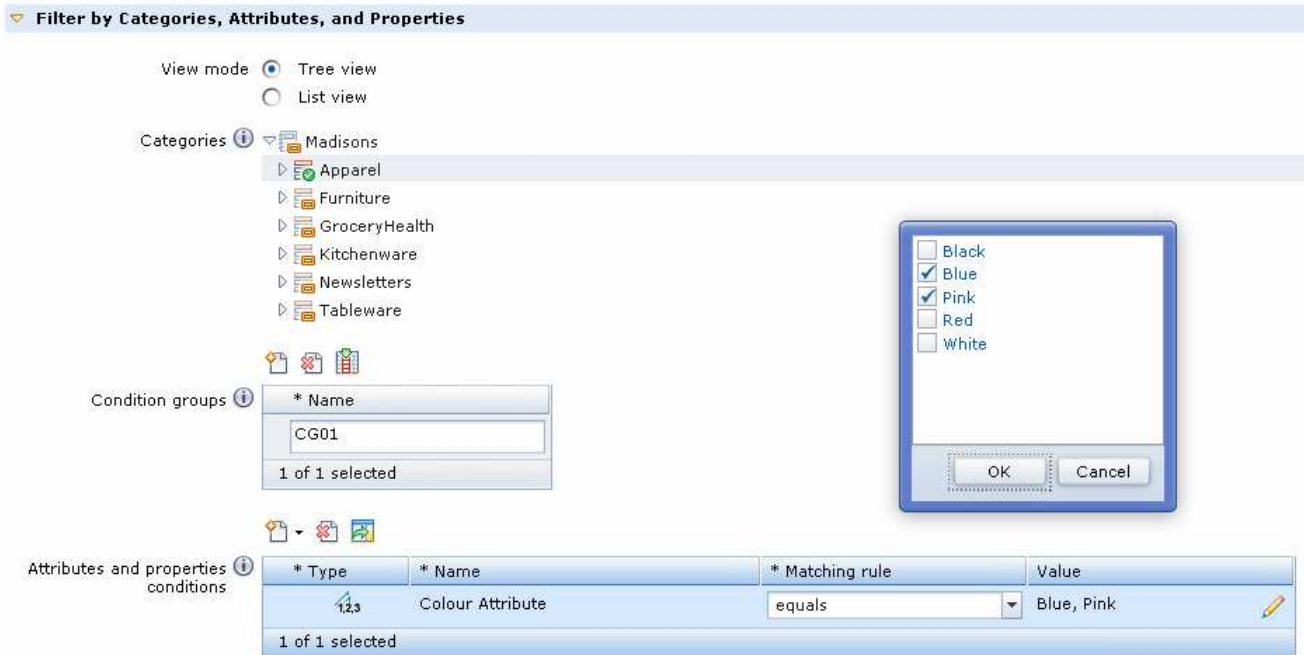 Filter by Categories, Attributes, and Properties
View mode Tree view
List view
Categories Madisons
Apparel
Furniture
GroceryHealth
Kitchenware
Newsletters
Tableware
Black
Blue
Pink
Red
White
OK Cancel
Condition groups * Name
CG01
1 of 1 selected
Attributes and properties conditions
* Type * Name * Matching rule Value
1,2,3 Colour Attribute equals Blue, Pink
1 of 1 selected